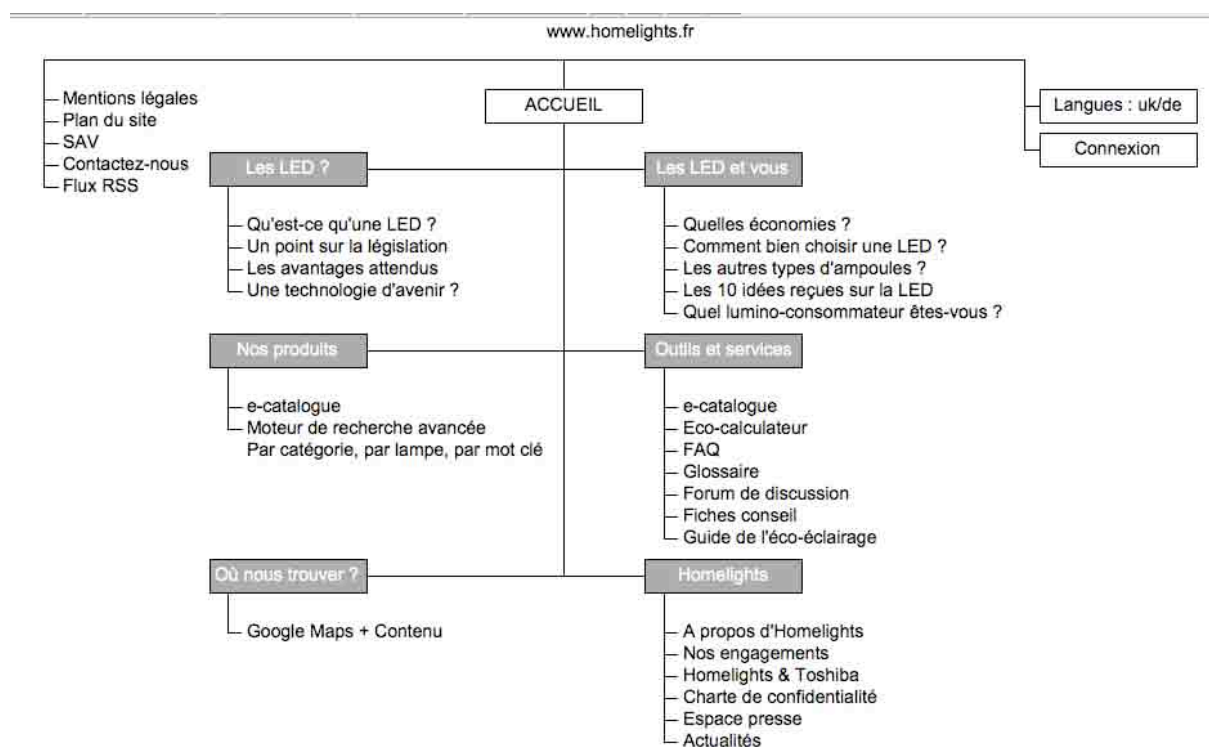 www.homelights.fr
Mentions légales
Plan du site
SAV
Contactez-nous
Flux RSS
ACCUEIL
Langues : uk/de
Connexion
Les LED ?
Qu'est-ce qu'une LED ?
Un point sur la législation
Les avantages attendus
Une technologie d'avenir ?
Les LED et vous
Quelles économies ?
Comment bien choisir une LED ?
Les autres types d'ampoules ?
Les 10 idées reçues sur la LED
Quel lumino-consommateur êtes-vous ?
Nos produits
e-catalogue
Moteur de recherche avancée
Par catégorie, par lampe, par mot clé
Outils et services
e-catalogue
Eco-calculateur
FAQ
Glossaire
Forum de discussion
Fiches conseil
Guide de l'éco-éclairage
Où nous trouver ?
Google Maps + Contenu
Homelights
A propos d'Homelights
Nos engagements
Homelights & Toshiba
Charte de confidentialité
Espace presse
Actualités